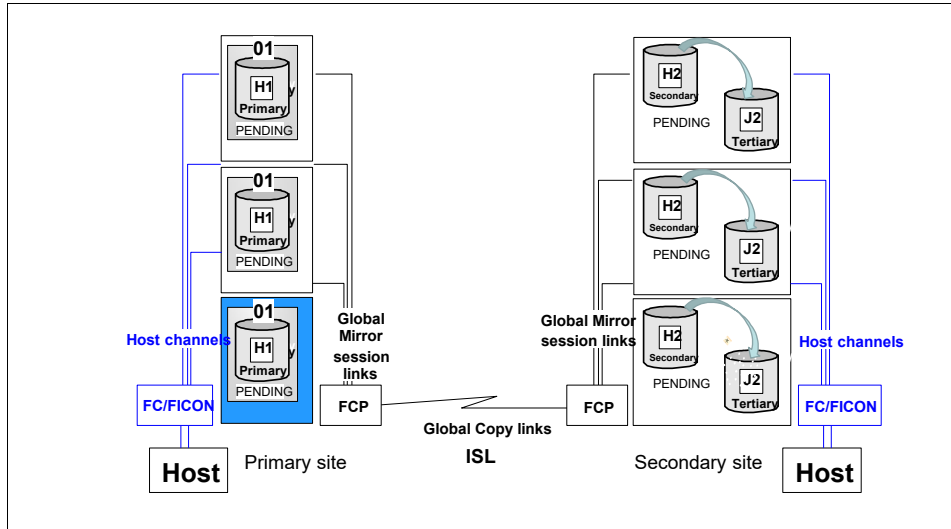 01
H1
Primary
PENDING
01
H1
Primary
PENDING
01
H1
Primary
PENDING
Host channels
Global
Mirror
session
links
FC/FICON
FCP
Host
Primary site
Global Copy links
ISL
H2
Secondary
PENDING
J2
Tertiary
H2
Secondary
PENDING
J2
Tertiary
H2
Secondary
PENDING
J2
Tertiary
Global Mirror
session links
Host channels
FCP
FC/FICON
Secondary site
Host